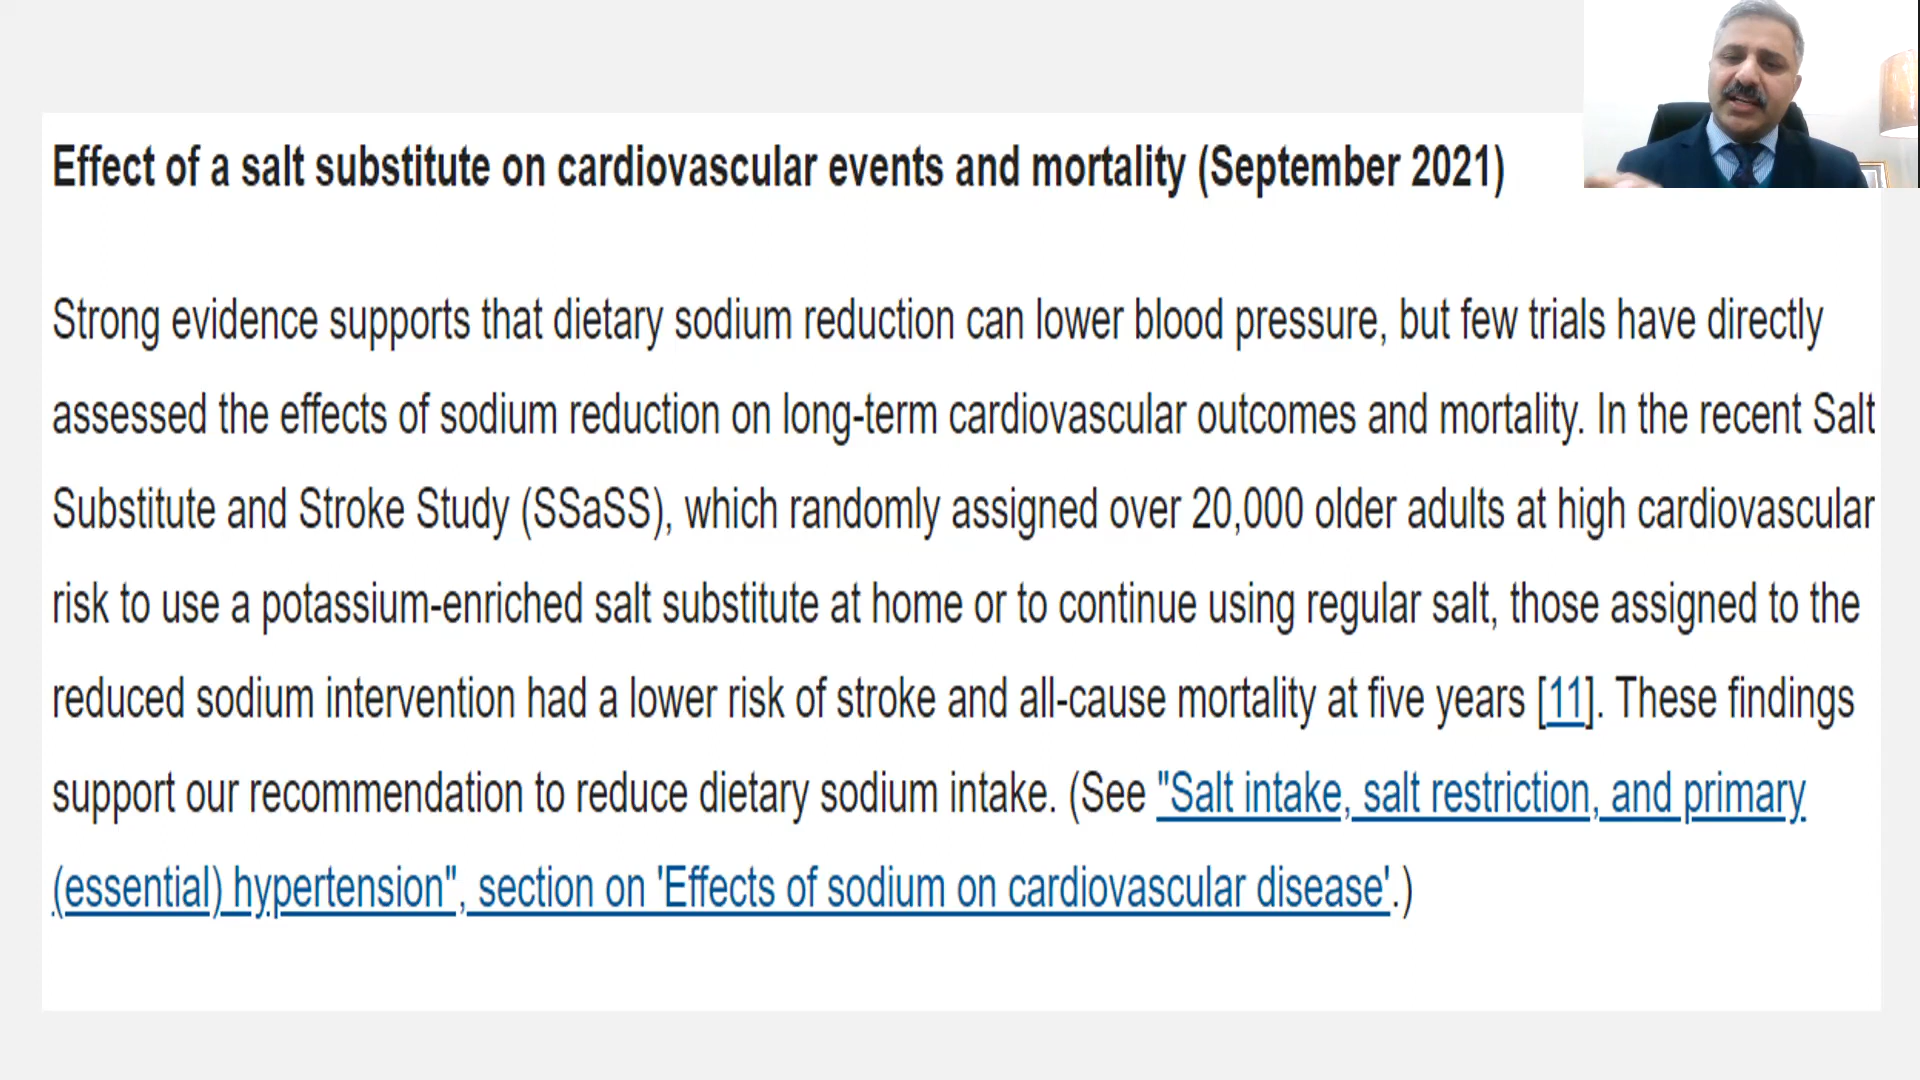 Effect of a salt substitute on cardiovascular events and mortality (September 2021)
Strong evidence supports that dietary sodium reduction can lower blood pressure, but few trials have directly
assessed the effects of sodium reduction on long-term cardiovascular outcomes and mortality. In the recent Salt
Substitute and Stroke Study (SSaSS), which randomly assigned over 20,000 older adults at high cardiovascular
risk to use a potassium-enriched salt substitute at home or to continue using regular salt, those assigned to the
reduced sodium intervention had a lower risk of stroke and all-cause mortality at five years [11]. These findings
support our recommendation to reduce dietary sodium intake. (See "Salt intake, salt restriction, and primary
(essential) hypertension", section on 'Effects of sodium on cardiovascular disease'.)